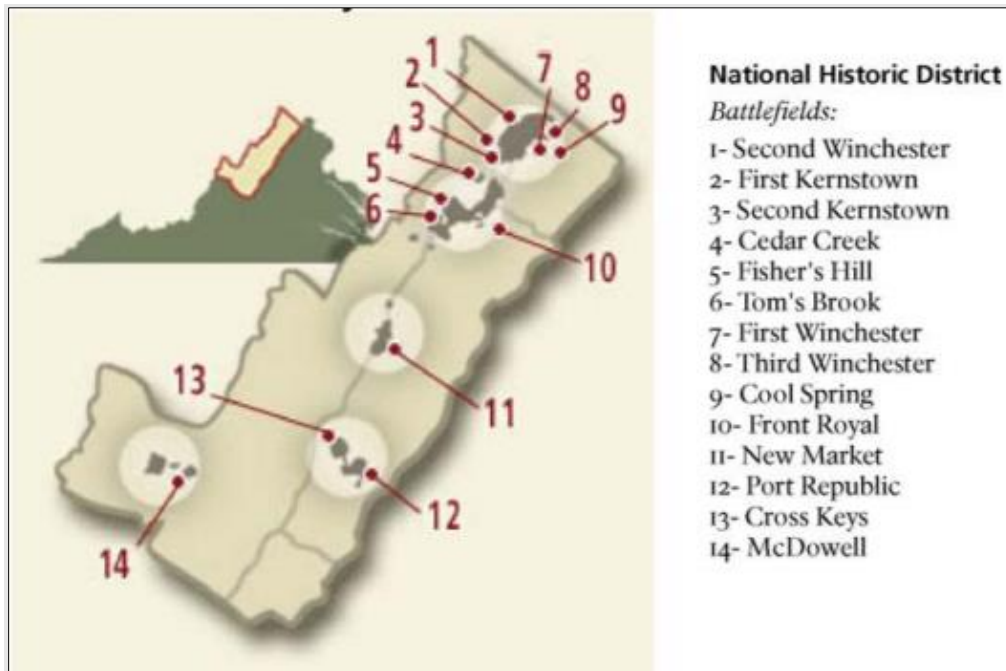 1
2
3
4
5
6
7
8
9
10
11
12
13
14
National Historic District
Battlefields:
1- Second Winchester
2- First Kernstown
3- Second Kernstown
4- Cedar Creek
5- Fisher's Hill
6- Tom's Brook
7- First Winchester
8- Third Winchester
9- Cool Spring
10- Front Royal
11- New Market
12- Port Republic
13- Cross Keys
14- McDowell